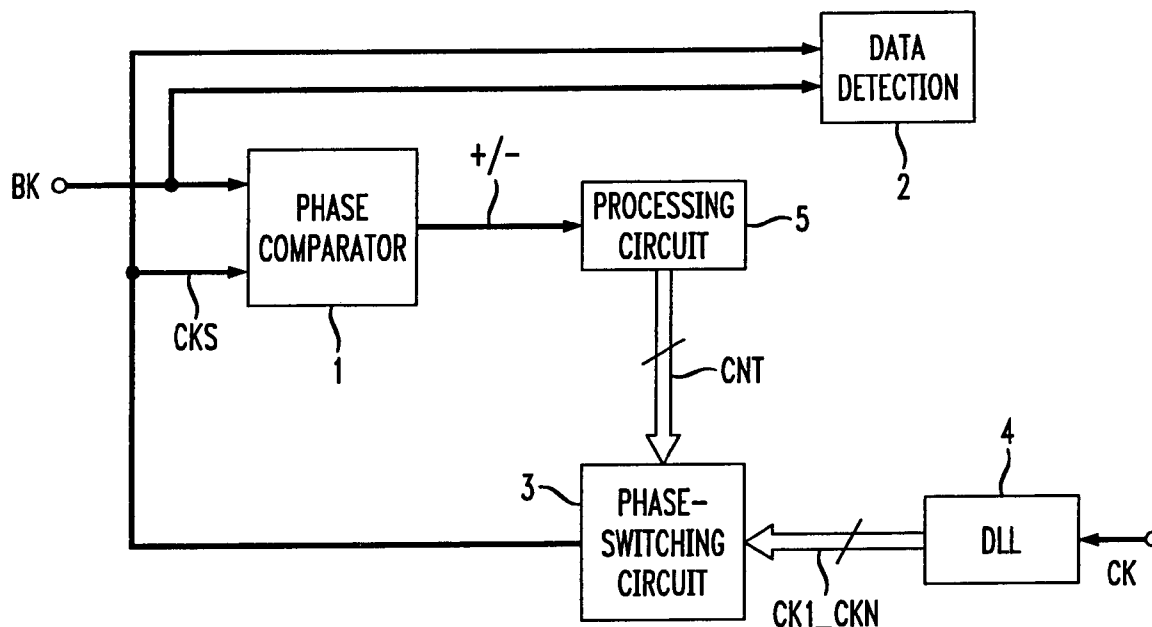 DATA
DETECTION
2
BK
+/-
PHASE
COMPARATOR
1
CKS
PROCESSING
CIRCUIT
5
CNT
3
PHASE-
SWITCHING
CIRCUIT
4
DLL
CK
CK1_CKN